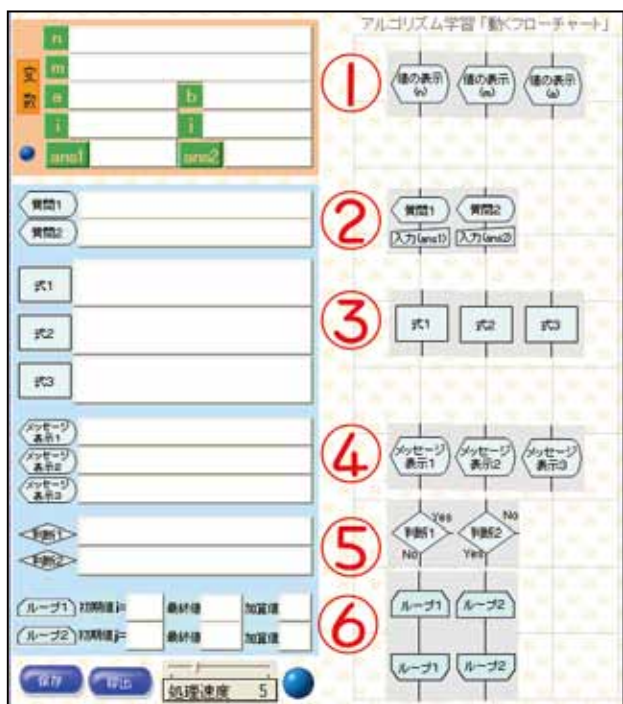 アルゴリズム学習「動くフローチャート」
変数
n
m
a b
i j
ans1 ans2
① 値の表示(n) 値の表示(m) 値の表示(a)
質問1
質問2
② 質問1 質問2
入力(ans1) 入力(ans2)
式1
式2
式3
③ 式1 式2 式3
メッセージ表示1
メッセージ表示2
メッセージ表示3
④ メッセージ表示1 メッセージ表示2 メッセージ表示3
判断1
判断2
⑤ 判断1 Yes No 判断2 No Yes
ループ1 初期値i= 最終値 加算値
ループ2 初期値j= 最終値 加算値
⑥ ループ1 ループ2
ループ1 ループ2
保存 呼出 処理速度 5